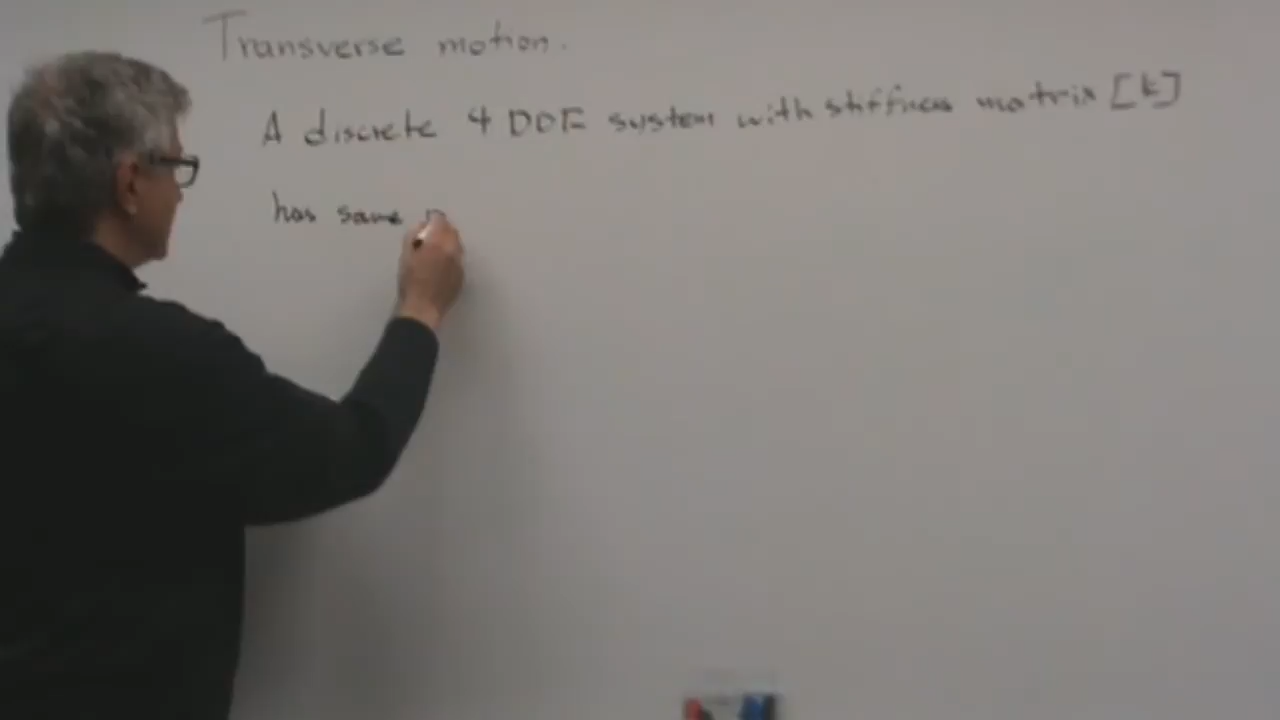 Transverse motion.
A discrete 4 DOF system with stiffness matrix [k]
has same